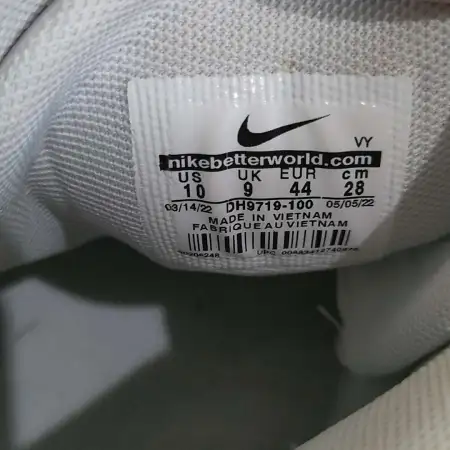 VY
nikebetterworld.com
US UK EUR cm
10 9 44 28
03/14/22 DH9719-100 05/05/22
MADE IN VIETNAM
FABRIQUE AU VIETNAM
UPC